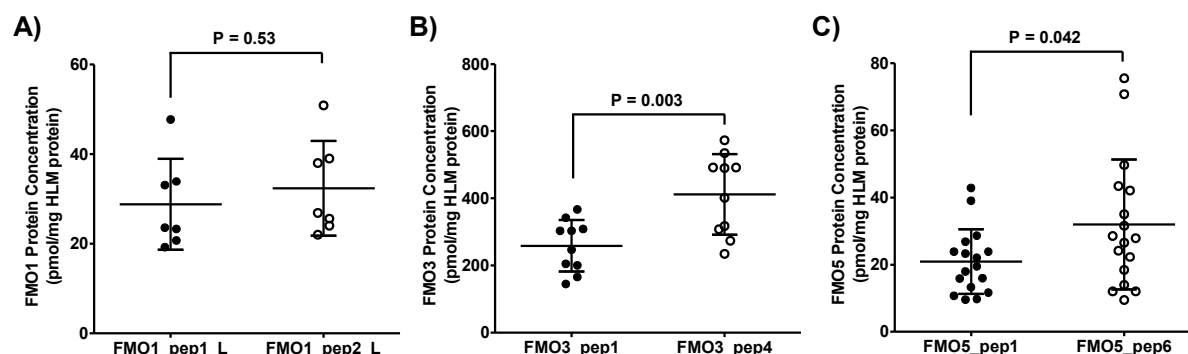 A)
P = 0.53
FMO1 Protein Concentration
(pmol/mg HLM protein)
60
40
20
0
FMO1_pep1_L
FMO1_pep2_L
B)
P = 0.003
FMO3 Protein Concentration
(pmol/mg HLM protein)
800
600
400
200
0
FMO3_pep1
FMO3_pep4
C)
P = 0.042
FMO5 Protein Concentration
(pmol/mg HLM protein)
80
60
40
20
0
FMO5_pep1
FMO5_pep6